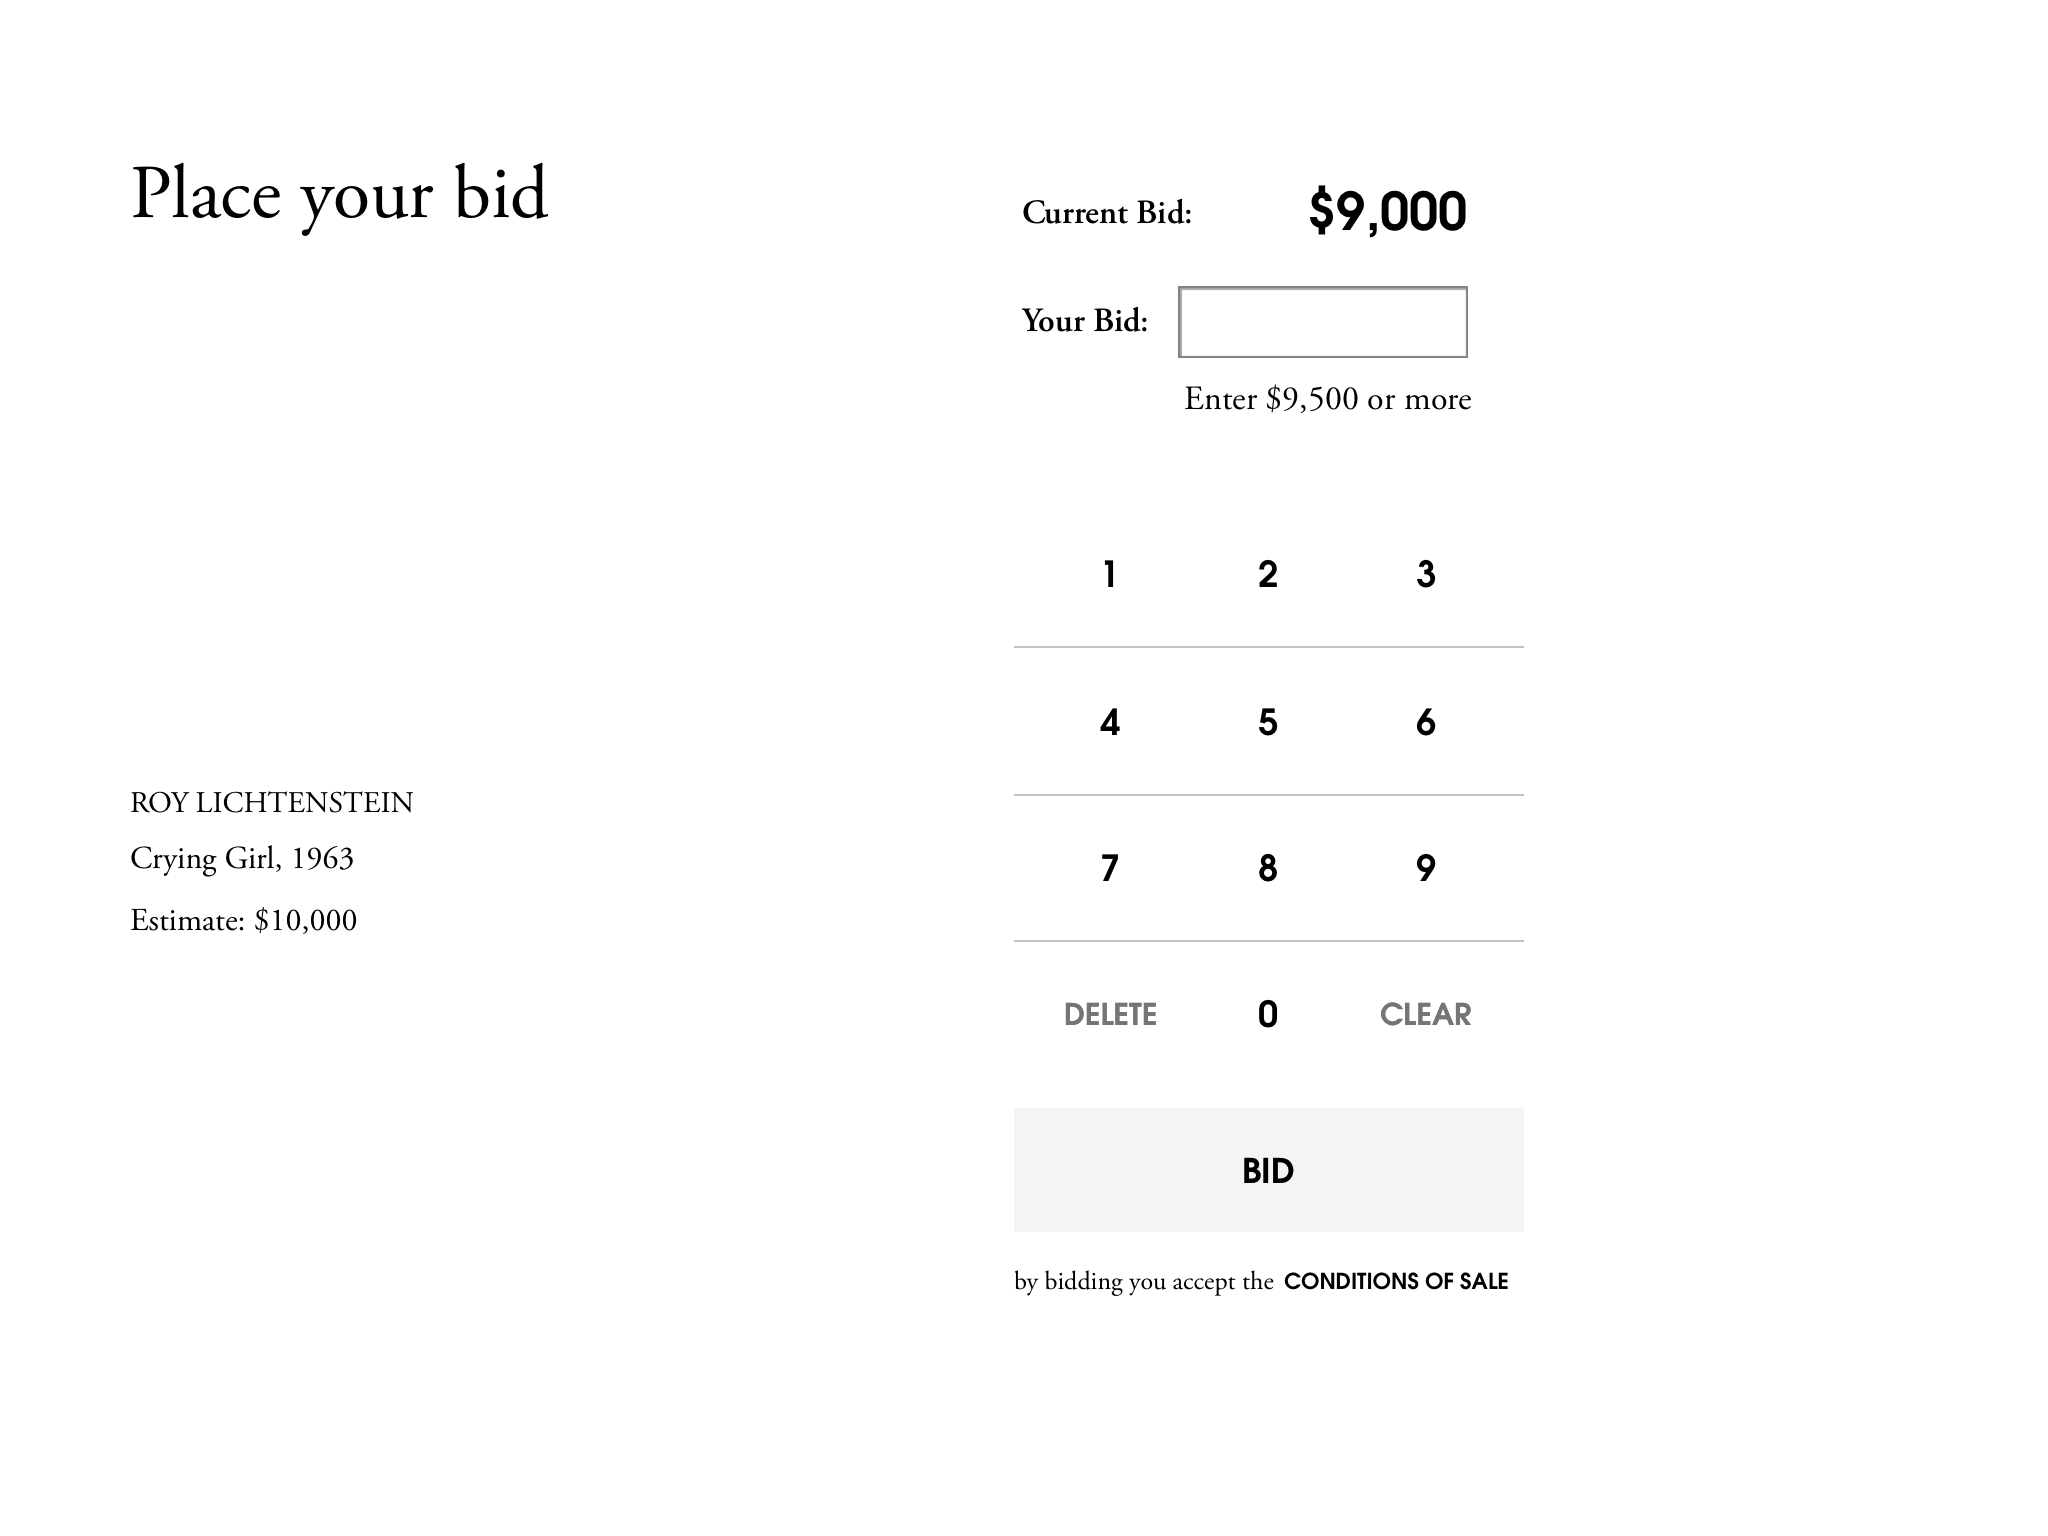 Place your bid
Current Bid: $9,000
Your Bid:
Enter $9,500 or more
1 2 3
4 5 6
7 8 9
DELETE 0 CLEAR
BID
by bidding you accept the CONDITIONS OF SALE
ROY LICHTENSTEIN
Crying Girl, 1963
Estimate: $10,000